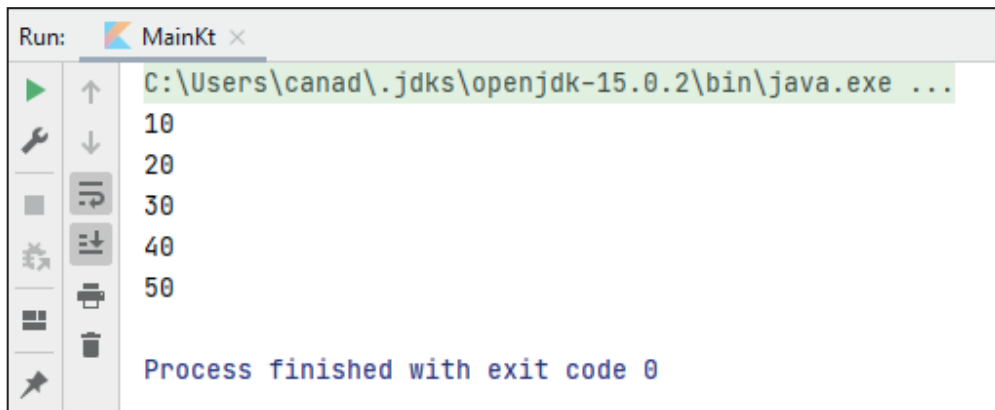 Run: MainKt
C:\Users\canad\.jdks\openjdk-15.0.2\bin\java.exe ...
10
20
30
40
50
Process finished with exit code 0